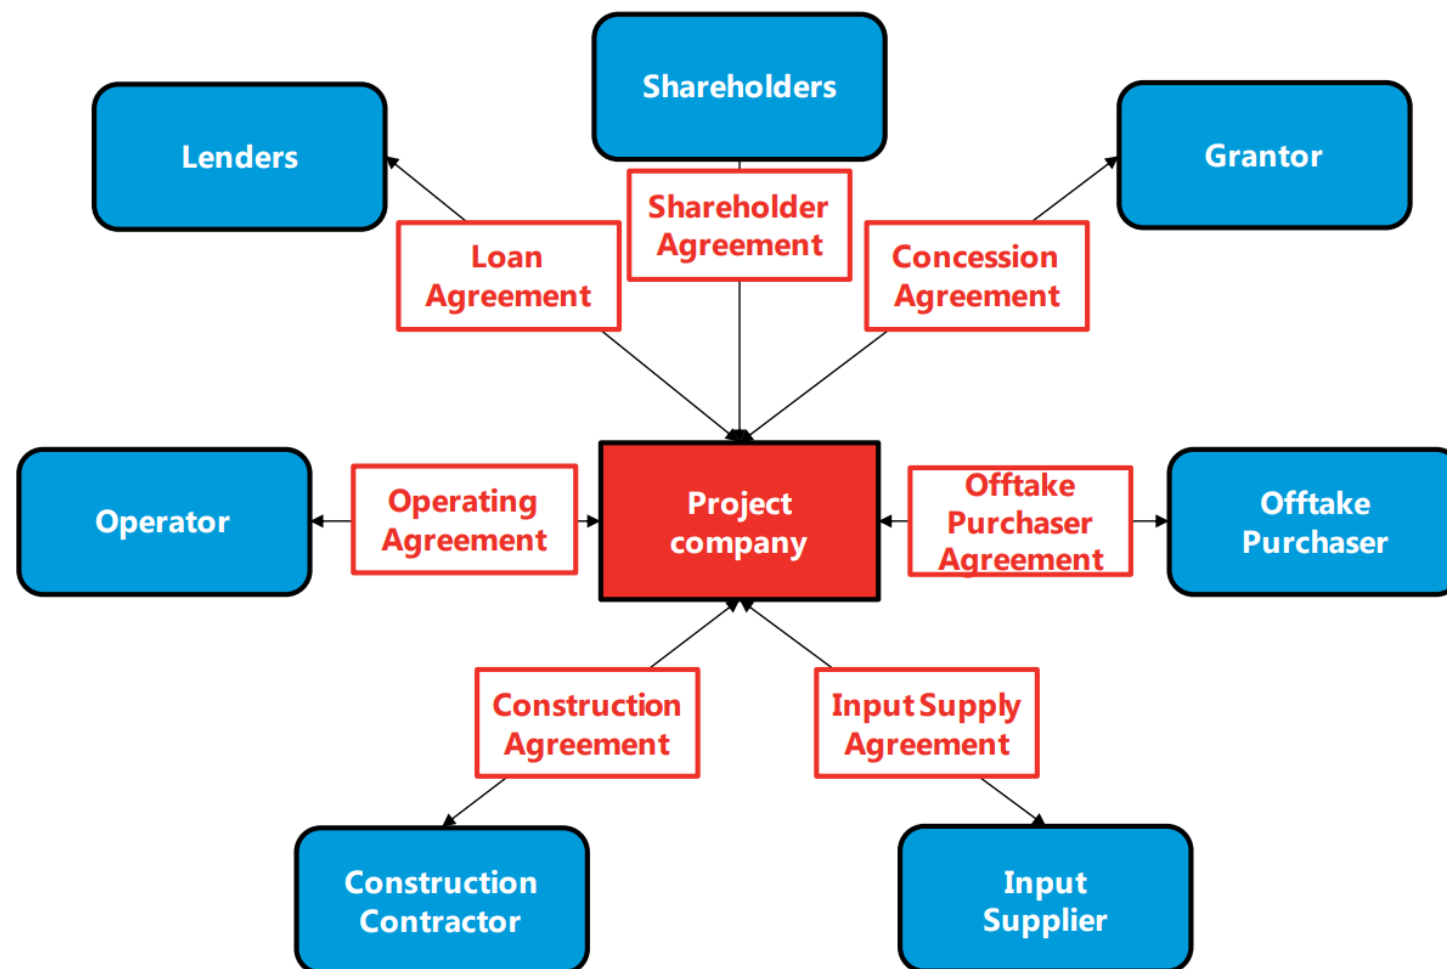 Shareholders
Lenders
Grantor
Shareholder
Agreement
Loan
Agreement
Concession
Agreement
Operator
Operating
Agreement
Project
company
Offtake
Purchaser
Agreement
Offtake
Purchaser
Construction
Agreement
Input Supply
Agreement
Construction
Contractor
Input
Supplier